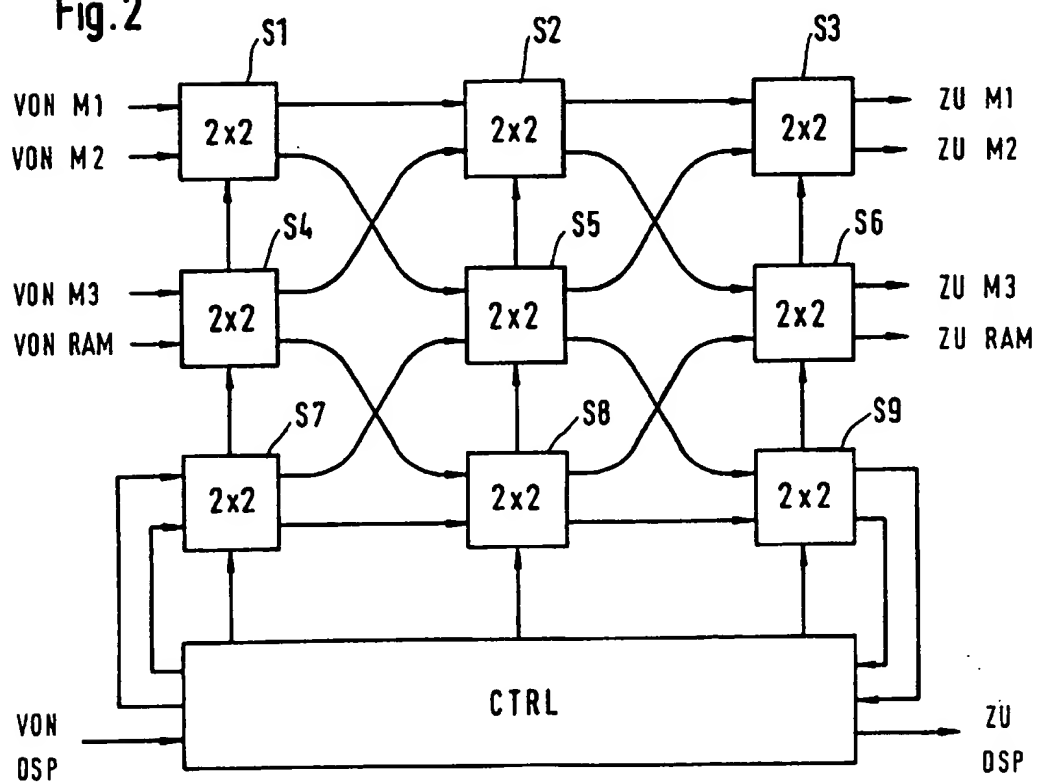 Fig.2
S1
S2
S3
VON M1
2x2
2x2
2x2
ZU M1
VON M2
ZU M2
S4
S5
S6
VON M3
2x2
2x2
2x2
ZU M3
VON RAM
ZU RAM
S7
S8
S9
2x2
2x2
2x2
CTRL
VON
OSP
ZU
OSP